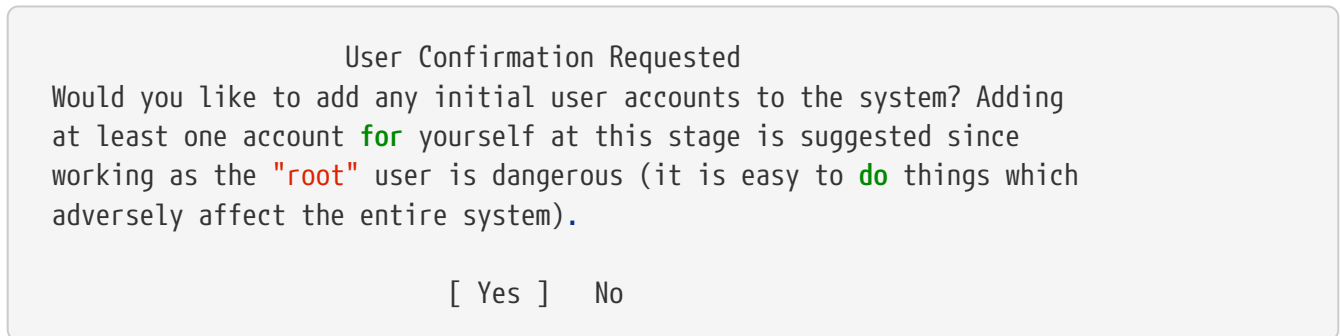 User Confirmation Requested
Would you like to add any initial user accounts to the system? Adding
at least one account for yourself at this stage is suggested since
working as the "root" user is dangerous (it is easy to do things which
adversely affect the entire system).
[ Yes ] No